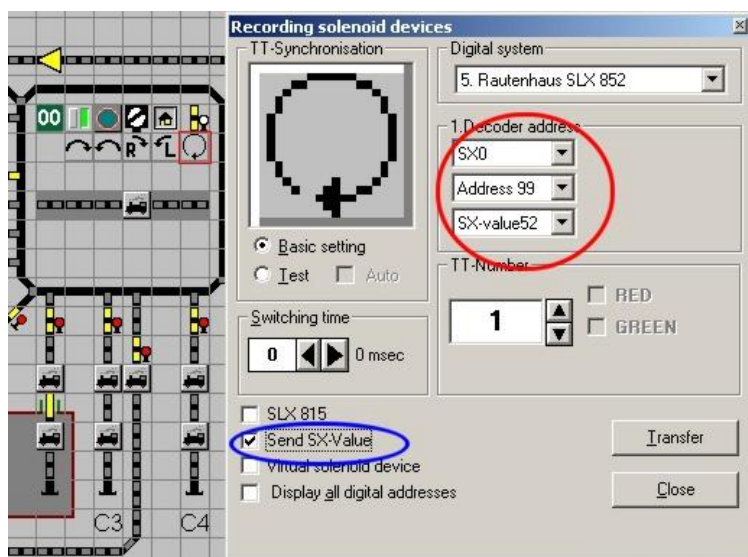 Recording solenoid devices
TT-Synchronisation
Basic setting
Test Auto
Switching time
0 0 msec
Digital system
5. Rautenhaus SLX 852
1.Decoder address
SX0
Address 99
SX-value52
TT-Number
1
RED
GREEN
SLX 815
Send SX-Value
Virtual solenoid device
Display all digital addresses
Transfer
Close
00
R L
C3 C4